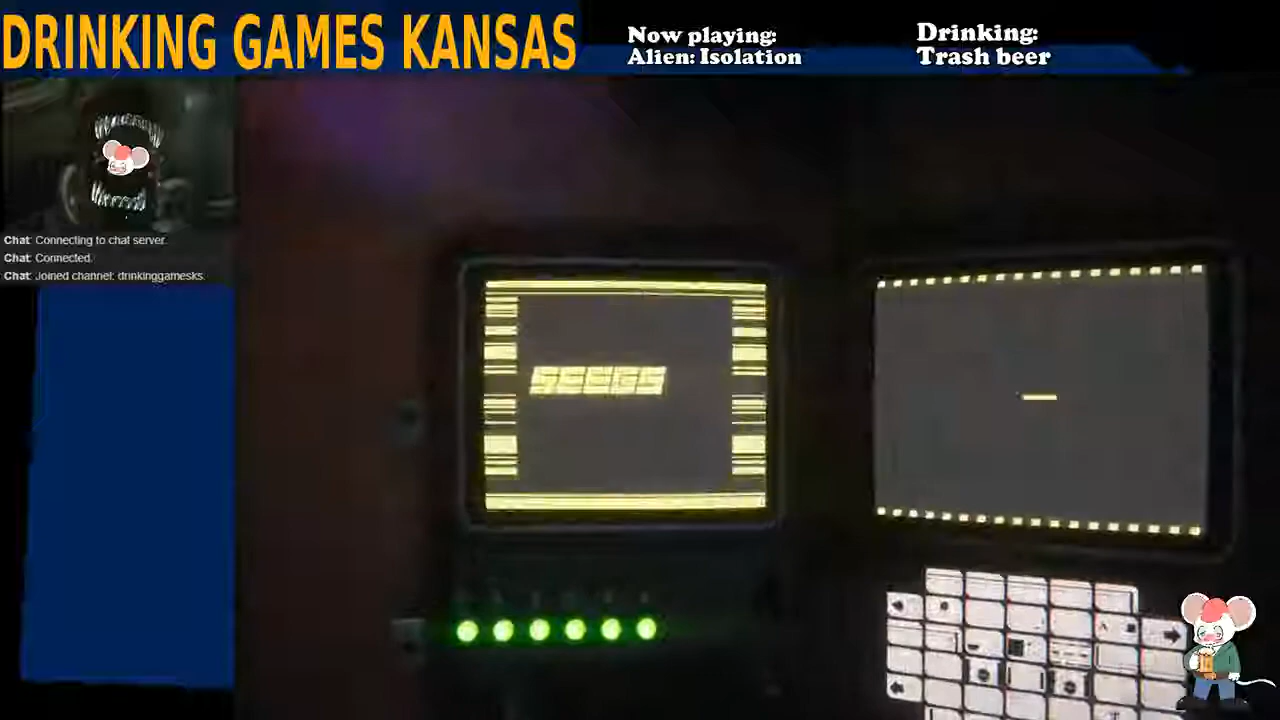 DRINKING GAMES KANSAS
Now playing:
Alien: Isolation
Drinking:
Trash beer
Chat: Connecting to chat server.
Chat: Connected.
Chat: Joined channel: drinkinggamesks.
SEEGS